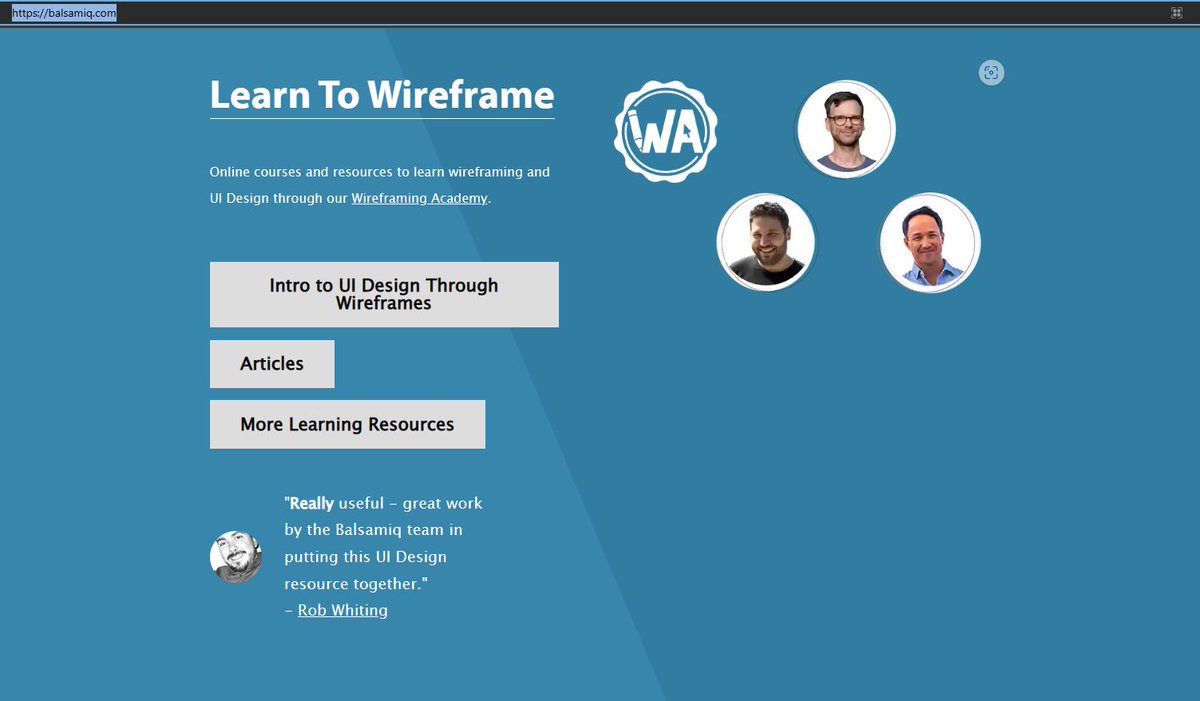 https://balsamiq.com
Learn To Wireframe
WA
Online courses and resources to learn wireframing and
UI Design through our Wireframing Academy.
Intro to UI Design Through
Wireframes
Articles
More Learning Resources
"Really useful – great work
by the Balsamiq team in
putting this UI Design
resource together."
– Rob Whiting